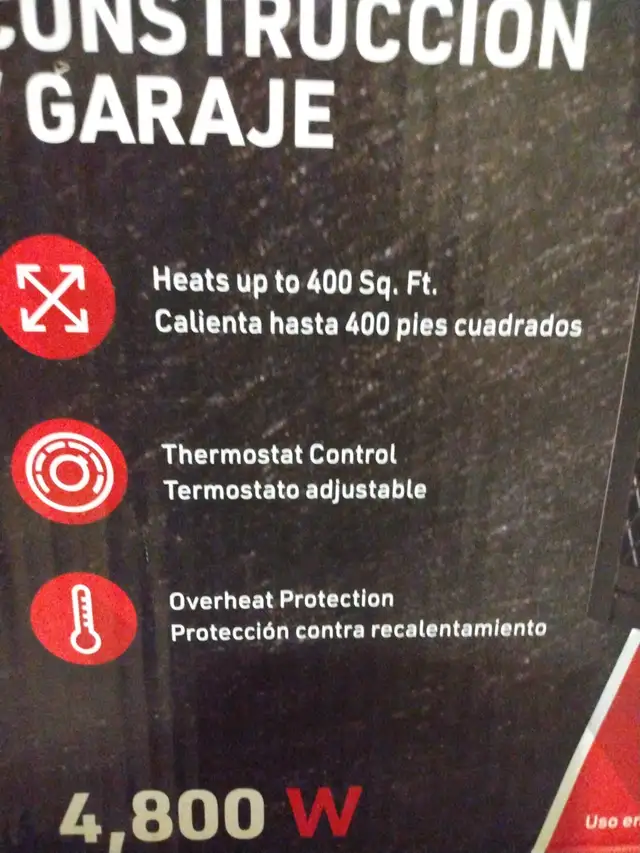 CONSTRUCCIÓN
/ GARAJE
Heats up to 400 Sq. Ft.
Calienta hasta 400 pies cuadrados
Thermostat Control
Termostato adjustable
Overheat Protection
Protección contra recalentamiento
4,800 W
Uso en